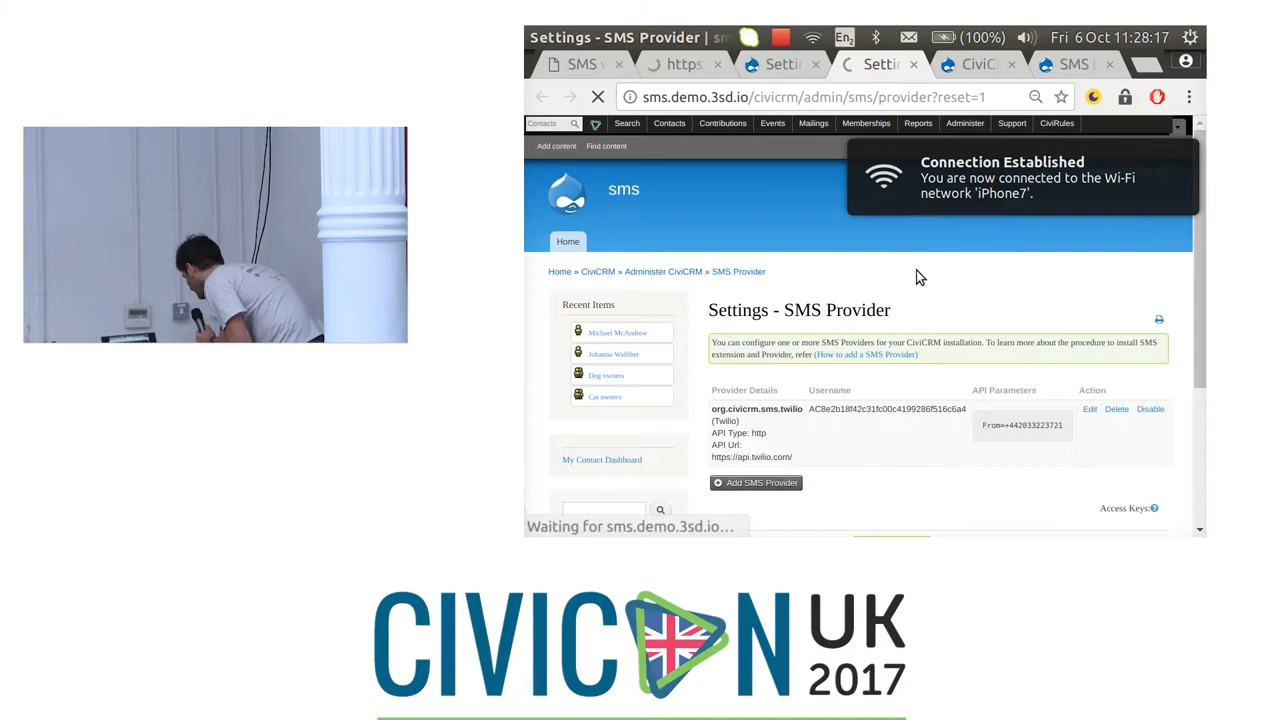 Settings - SMS Provider | sm
En2
(100%)
Fri 6 Oct 11:28:17
SMS v
https
Settin
Settin
CiviC
SMS t
sms.demo.3sd.io/civicrm/admin/sms/provider?reset=1
Contacts
Search
Contacts
Contributions
Events
Mailings
Memberships
Reports
Administer
Support
CiviRules
Add content
Find content
Connection Established
You are now connected to the Wi-Fi
network 'iPhone7'.
sms
Home
Home » CiviCRM » Administer CiviCRM » SMS Provider
Recent Items
Michael McAndrew
Johanna Wallther
Dog owners
Cat owners
My Contact Dashboard
Settings - SMS Provider
You can configure one or more SMS Providers for your CiviCRM installation. To learn more about the procedure to install SMS
extension and Provider, refer (How to add a SMS Provider)
Provider Details
Username
API Parameters
Action
org.civicrm.sms.twilio
(Twilio)
API Type: http
API Url:
https://api.twilio.com/
AC8e2b18f42c31fc00c4199286f516c6a4
From=+442033223721
Edit
Delete
Disable
Add SMS Provider
Access Keys:
Waiting for sms.demo.3sd.io...
CIVICON
UK
2017